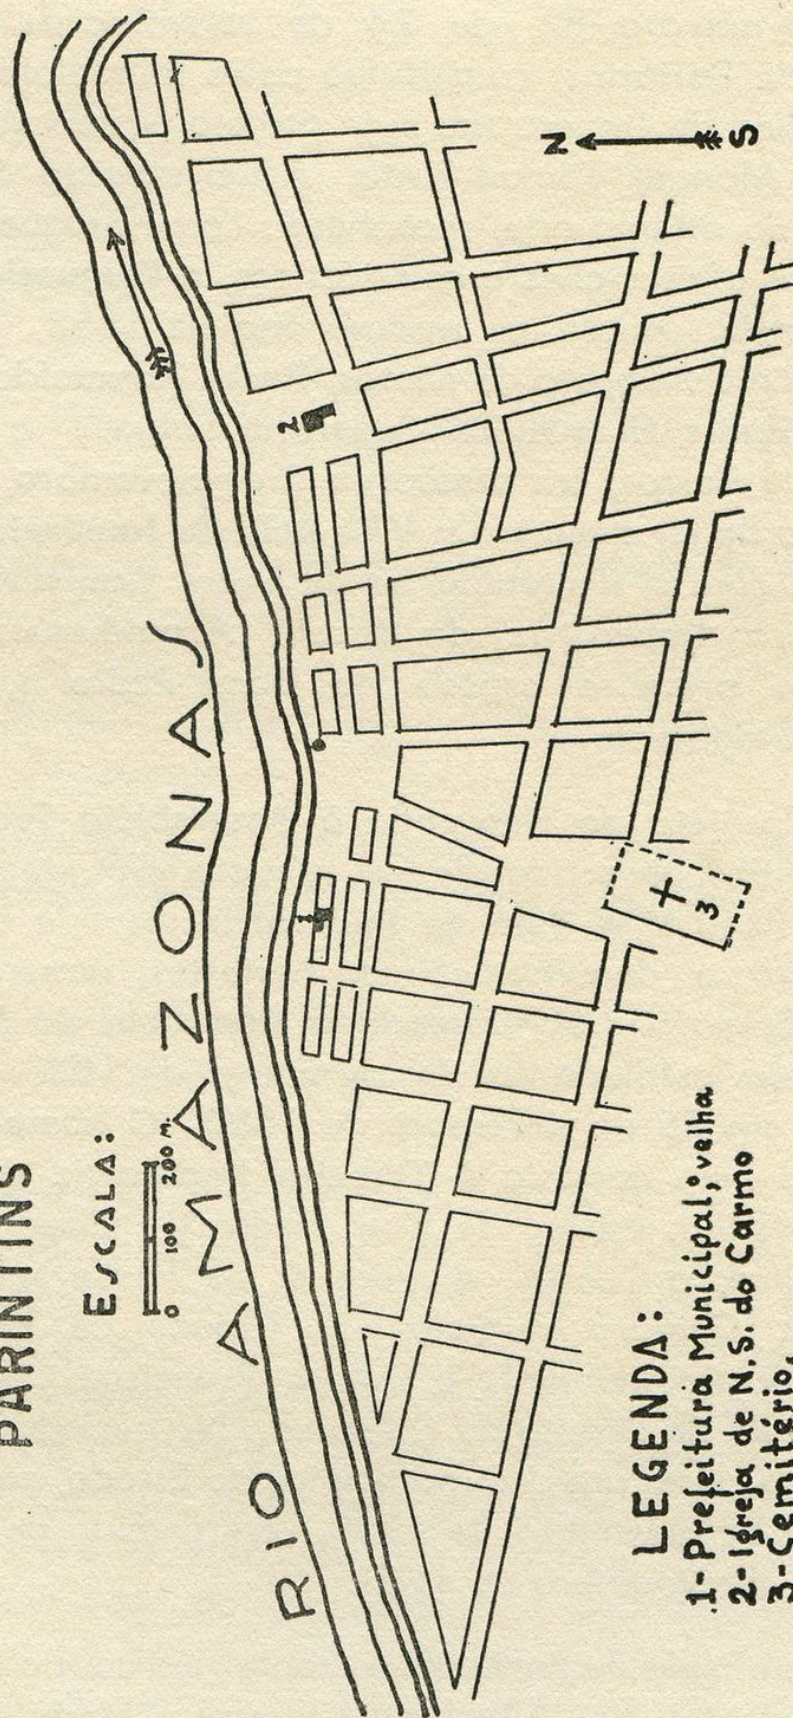 PARINTINS
ESCALA:
0 100 200 m.
RIO AMAZONAS
N
S
2
1
3
LEGENDA:
1-Prefeitura Municipal; velha
2-Igreja de N.S. do Carmo
3-Cemitério.